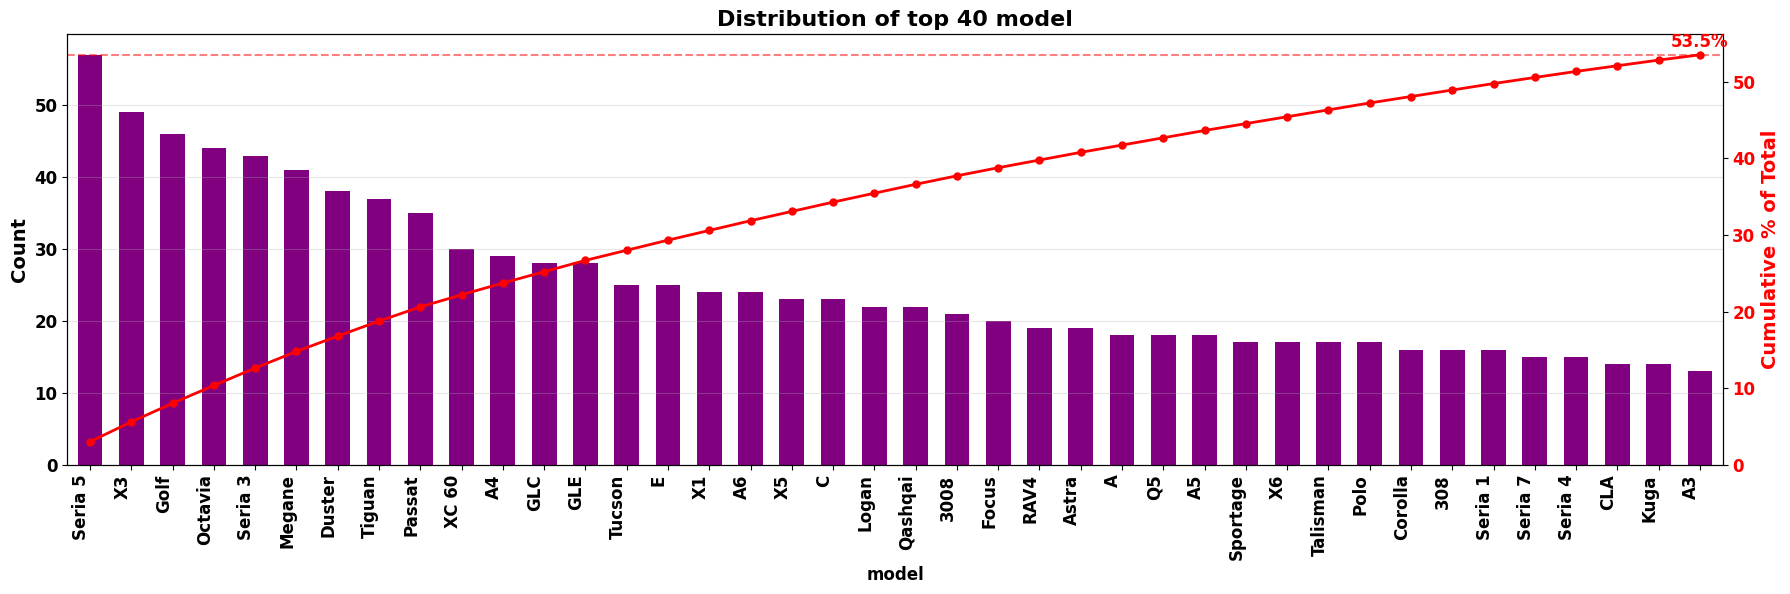 Distribution of top 40 model
53.5%
Count
50
40
30
20
10
0
50
40
30
20
10
0
Cumulative % of Total
Seria 5
X3
Golf
Octavia
Seria 3
Megane
Duster
Tiguan
Passat
XC 60
A4
GLC
GLE
Tucson
E
X1
A6
X5
C
Logan
Qashqai
3008
Focus
RAV4
Astra
A
Q5
A5
Sportage
X6
Talisman
Polo
Corolla
308
Seria 1
Seria 7
Seria 4
CLA
Kuga
A3
model